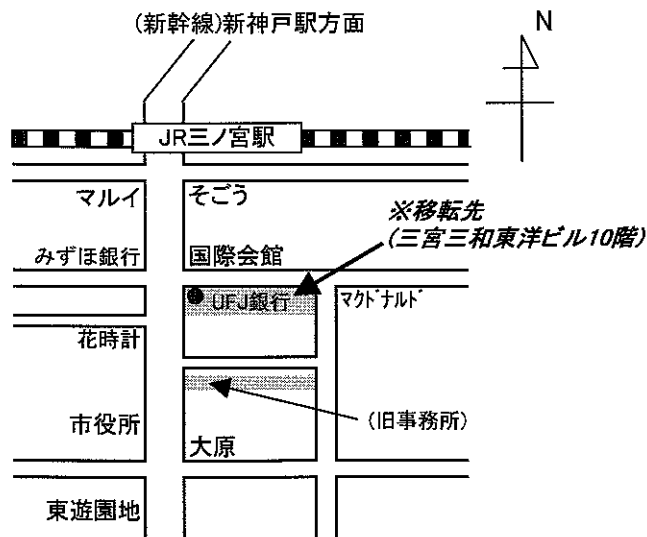 (新幹線)新神戸駅方面
N
JR三ノ宮駅
マルイ
そごう
※移転先
(三宮三和東洋ビル10階)
みずほ銀行
国際会館
UFJ銀行
マクドナルド
花時計
(旧事務所)
市役所
大原
東遊園地